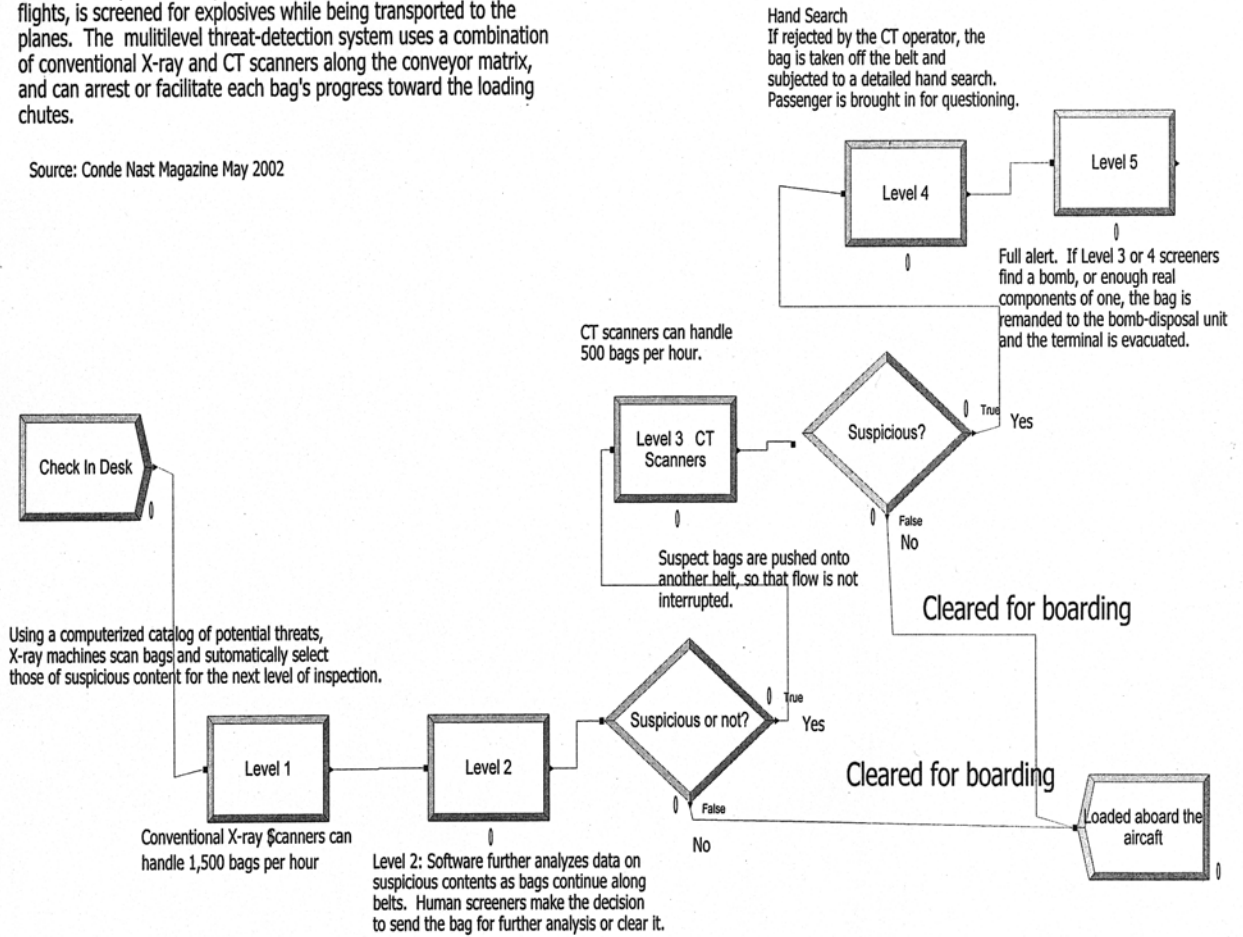 flights, is screened for explosives while being transported to the
planes. The mulitilevel threat-detection system uses a combination
of conventional X-ray and CT scanners along the conveyor matrix,
and can arrest or facilitate each bag's progress toward the loading
chutes.
Source: Conde Nast Magazine May 2002
Hand Search
If rejected by the CT operator, the
bag is taken off the belt and
subjected to a detailed hand search.
Passenger is brought in for questioning.
Level 4
Level 5
Full alert. If Level 3 or 4 screeners
find a bomb, or enough real
components of one, the bag is
remanded to the bomb-disposal unit
and the terminal is evacuated.
CT scanners can handle
500 bags per hour.
Level 3 CT
Scanners
Suspicious?
True
Yes
False
No
Check In Desk
Suspect bags are pushed onto
another belt, so that flow is not
interrupted.
Cleared for boarding
Using a computerized catalog of potential threats,
X-ray machines scan bags and sutomatically select
those of suspicious content for the next level of inspection.
Level 1
Level 2
Suspicious or not?
True
Yes
False
No
Cleared for boarding
Loaded aboard the
aircaft
Conventional X-ray Scanners can
handle 1,500 bags per hour
Level 2: Software further analyzes data on
suspicious contents as bags continue along
belts. Human screeners make the decision
to send the bag for further analysis or clear it.